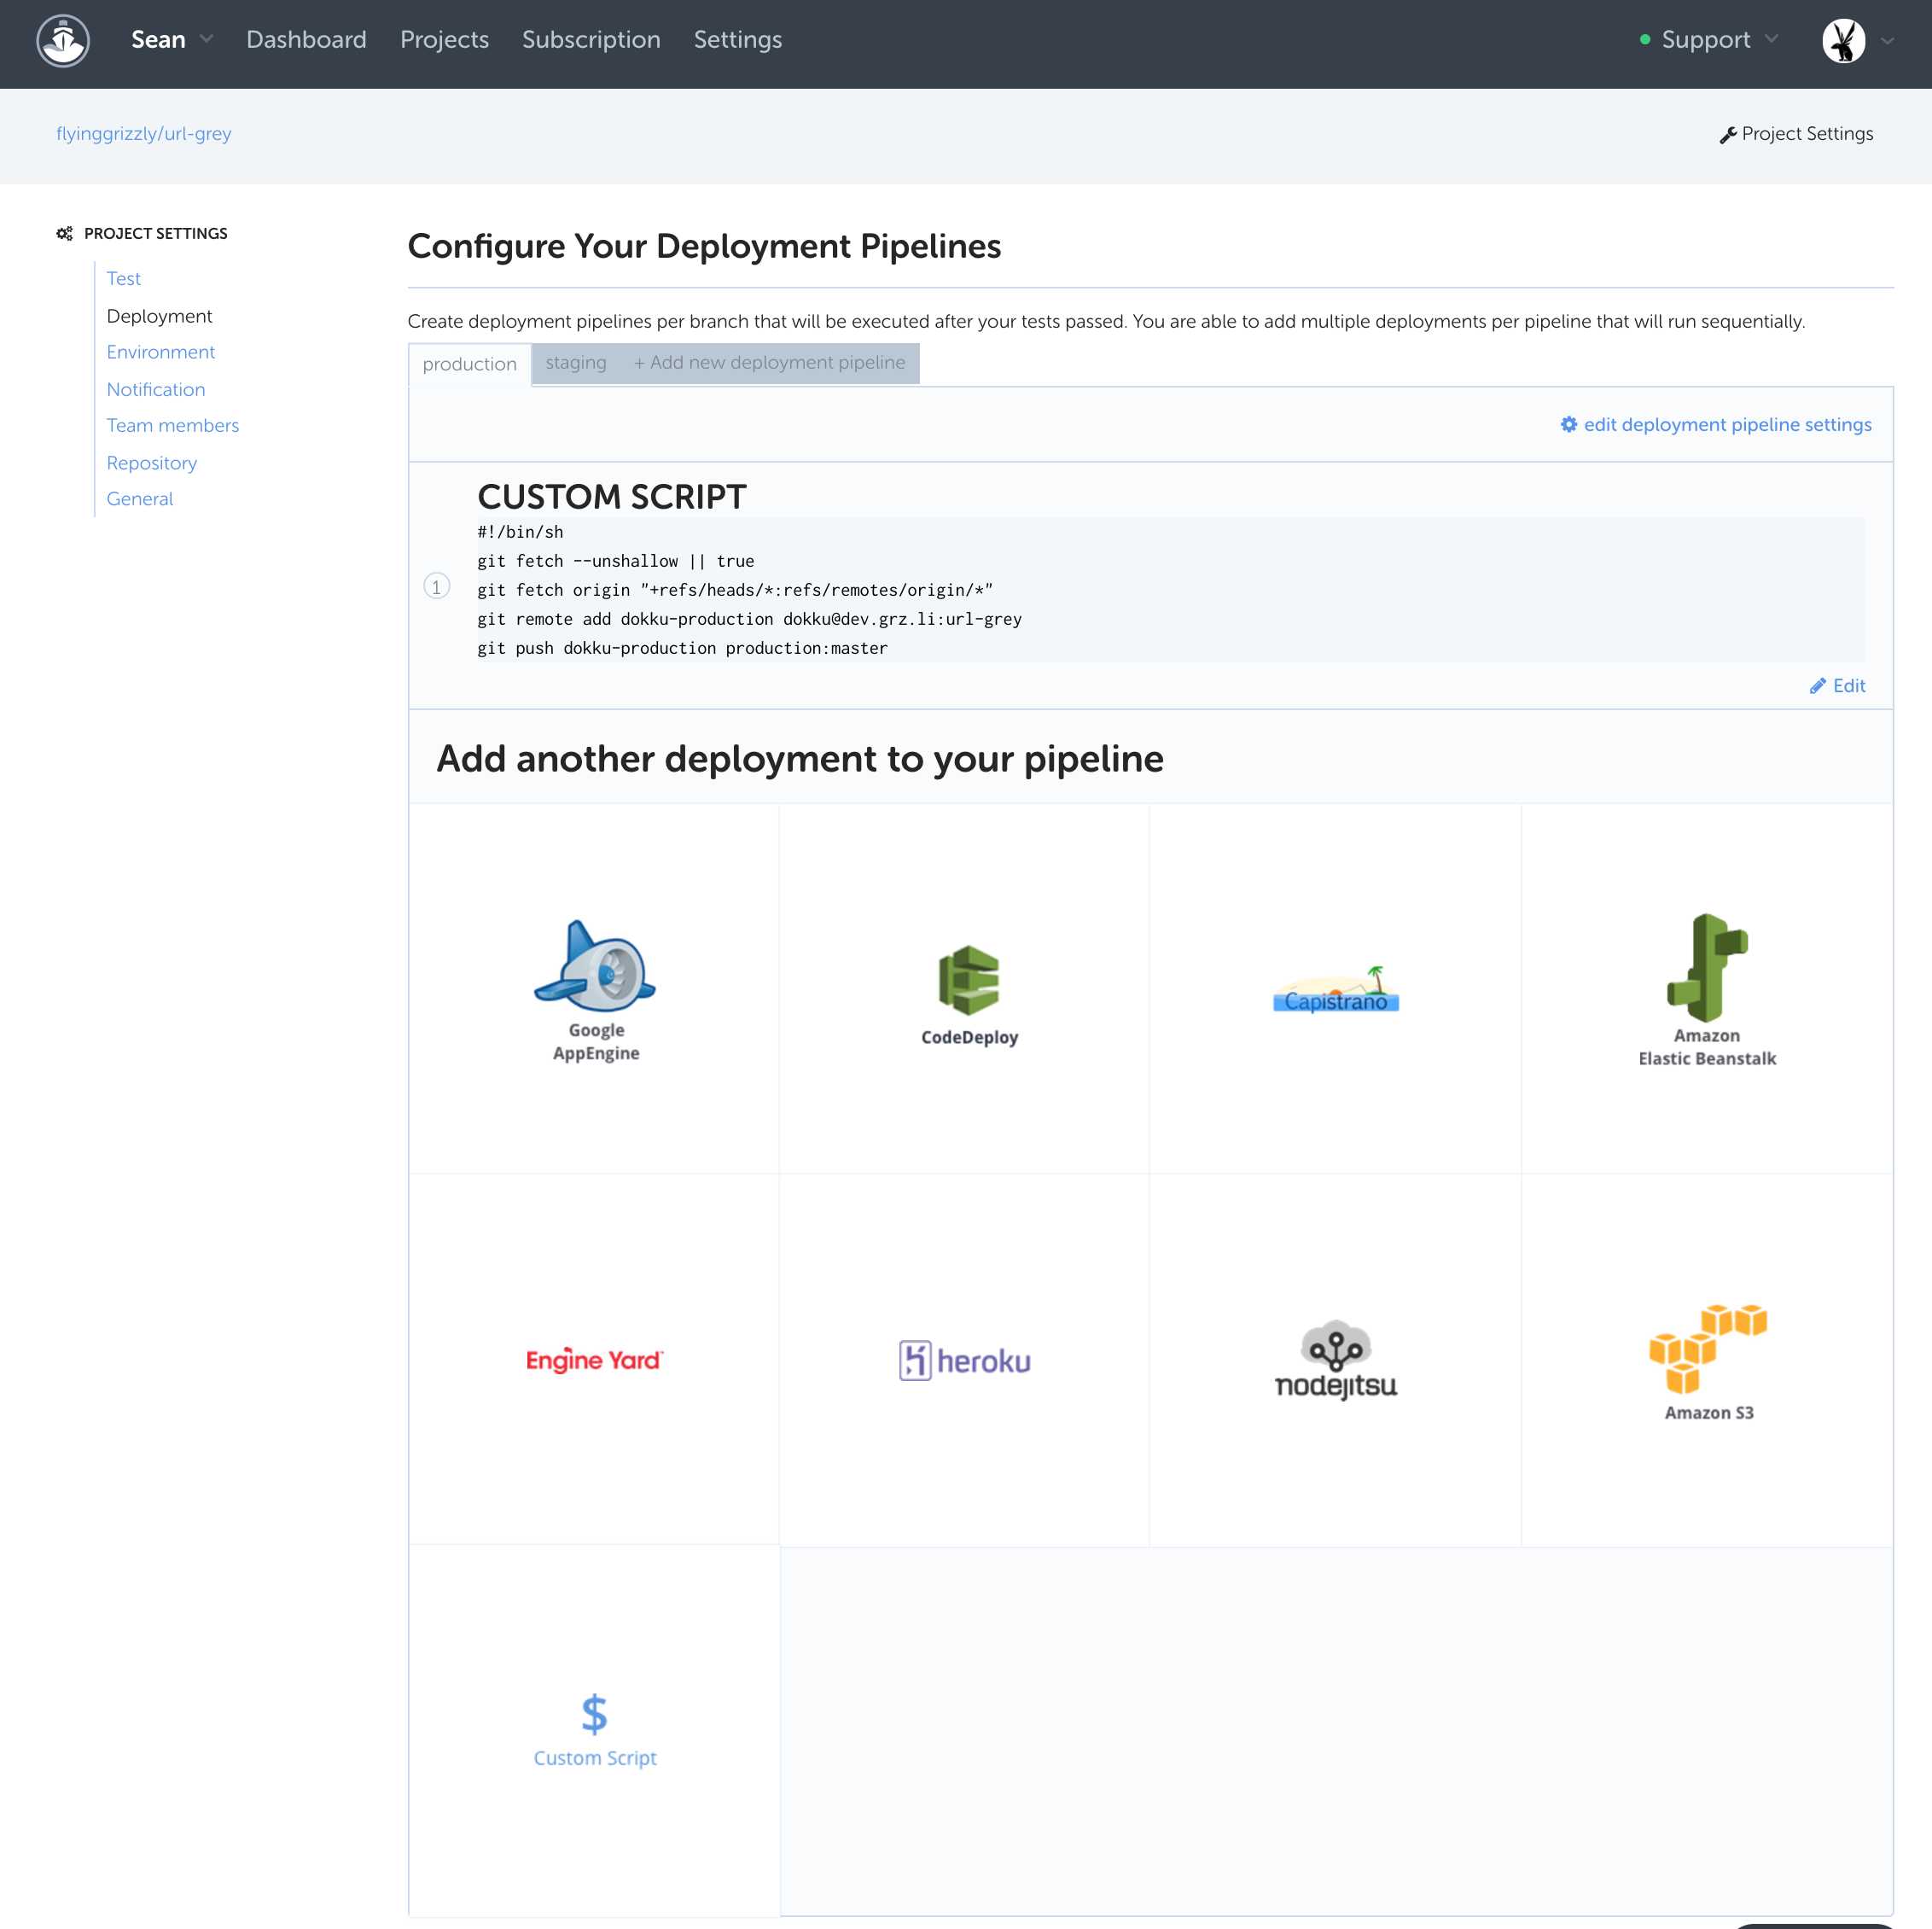 Sean Dashboard Projects Subscription Settings Support
flyinggrizzly/url-grey Project Settings
PROJECT SETTINGS
Test
Deployment
Environment
Notification
Team members
Repository
General
Configure Your Deployment Pipelines
Create deployment pipelines per branch that will be executed after your tests passed. You are able to add multiple deployments per pipeline that will run sequentially.
production staging + Add new deployment pipeline
edit deployment pipeline settings
CUSTOM SCRIPT
1
#!/bin/sh
git fetch --unshallow || true
git fetch origin "+refs/heads/*:refs/remotes/origin/*"
git remote add dokku-production dokku@dev.grz.li:url-grey
git push dokku-production production:master
Edit
Add another deployment to your pipeline
Google
AppEngine
CodeDeploy
Capistrano
Amazon
Elastic Beanstalk
Engine Yard
heroku
nodejitsu
Amazon S3
$
Custom Script